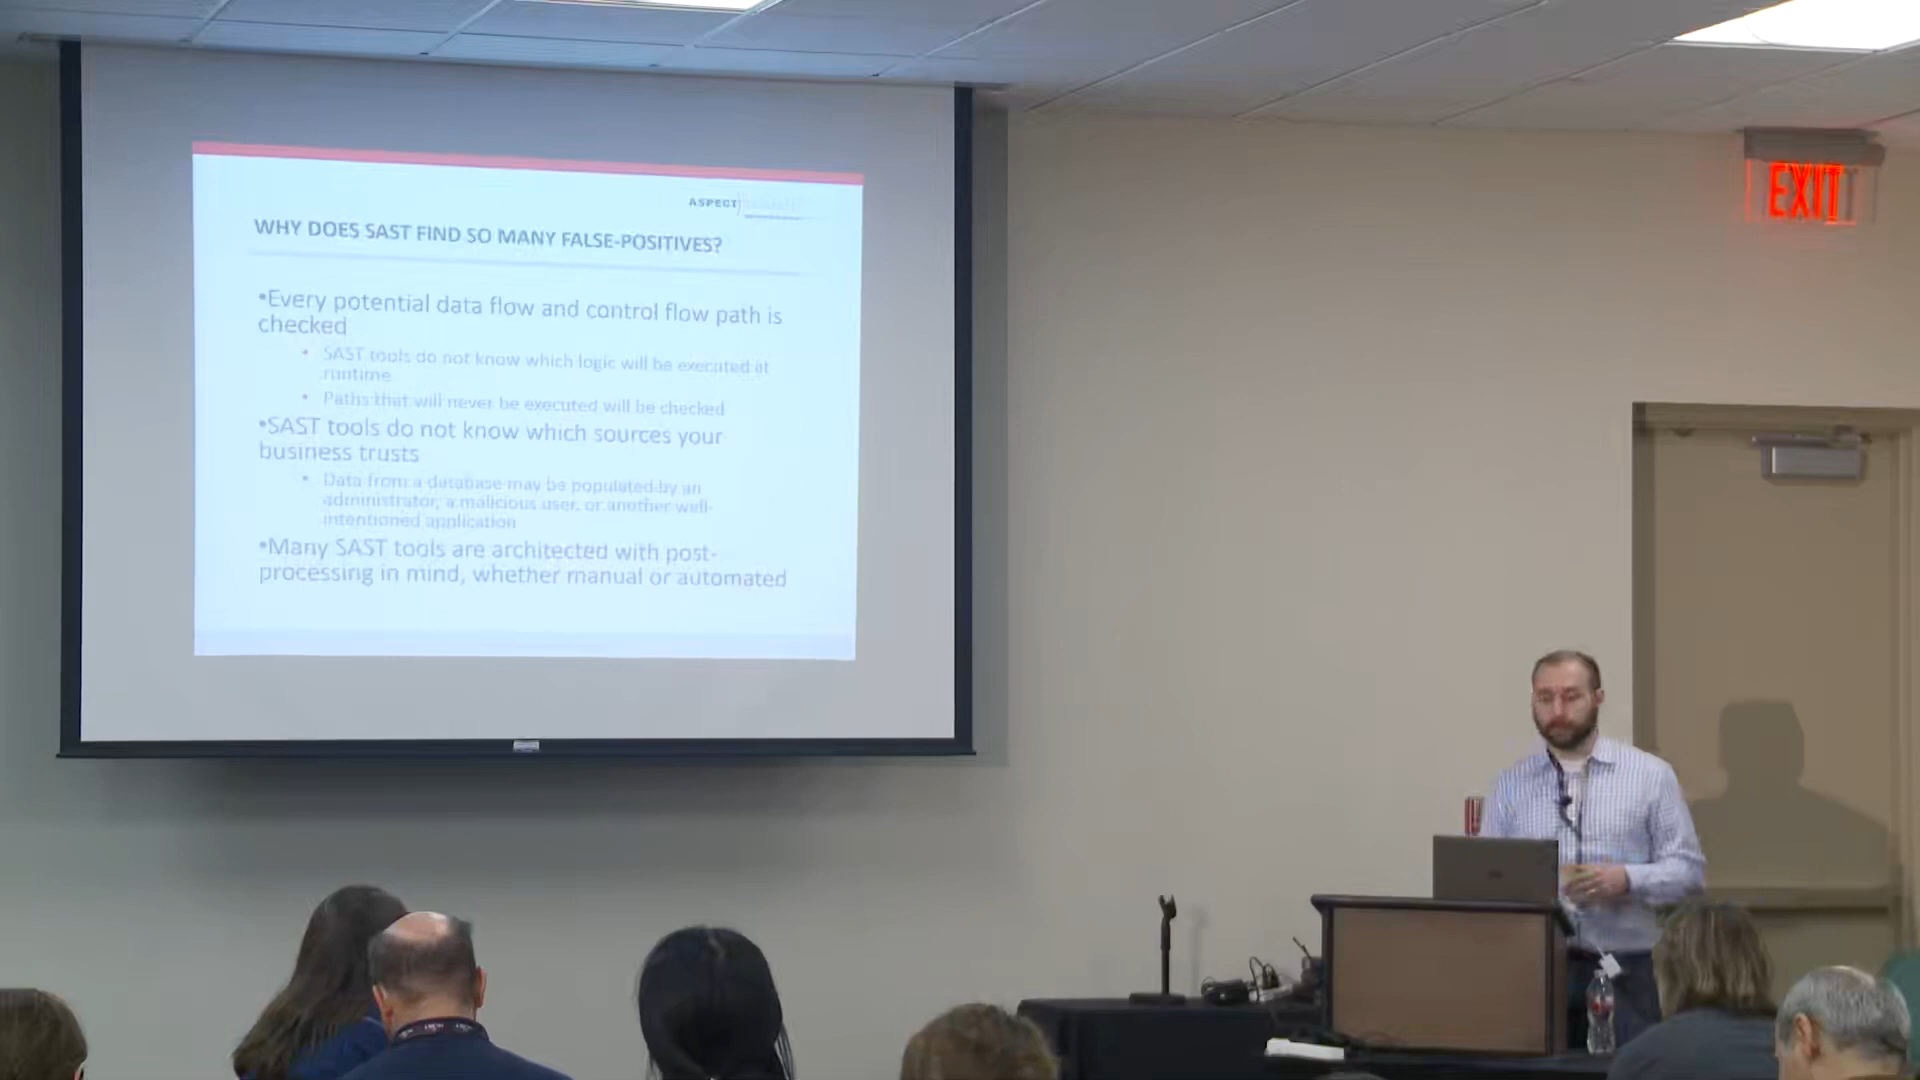 ASPECT
WHY DOES SAST FIND SO MANY FALSE-POSITIVES?
•Every potential data flow and control flow path is
checked
• SAST tools do not know which logic will be executed at
runtime
• Paths that will never be executed will be checked
•SAST tools do not know which sources your
business trusts
• Data from a database may be populated by an
administrator, a malicious user, or another well-
intentioned application
•Many SAST tools are architected with post-
processing in mind, whether manual or automated
EXIT